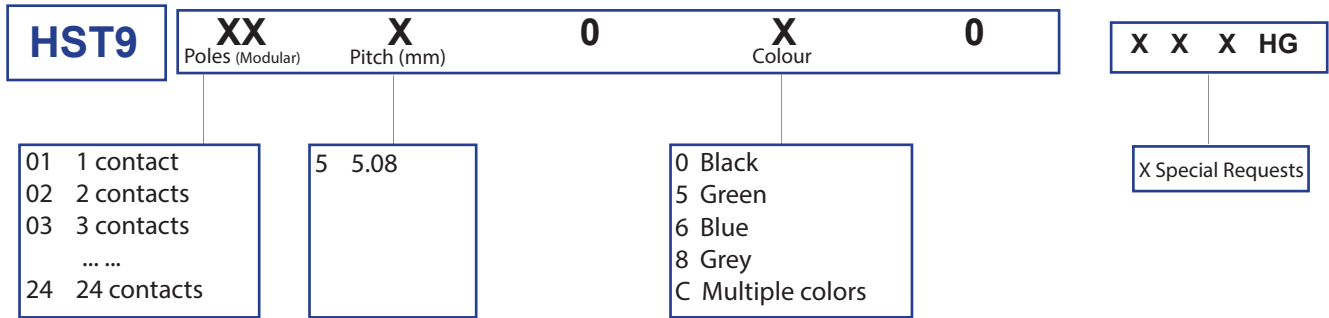 HST9
XX X 0 X 0
Poles (Modular) Pitch (mm) Colour
X X X HG
01 1 contact
02 2 contacts
03 3 contacts
... ...
24 24 contacts
5 5.08
0 Black
5 Green
6 Blue
8 Grey
C Multiple colors
X Special Requests